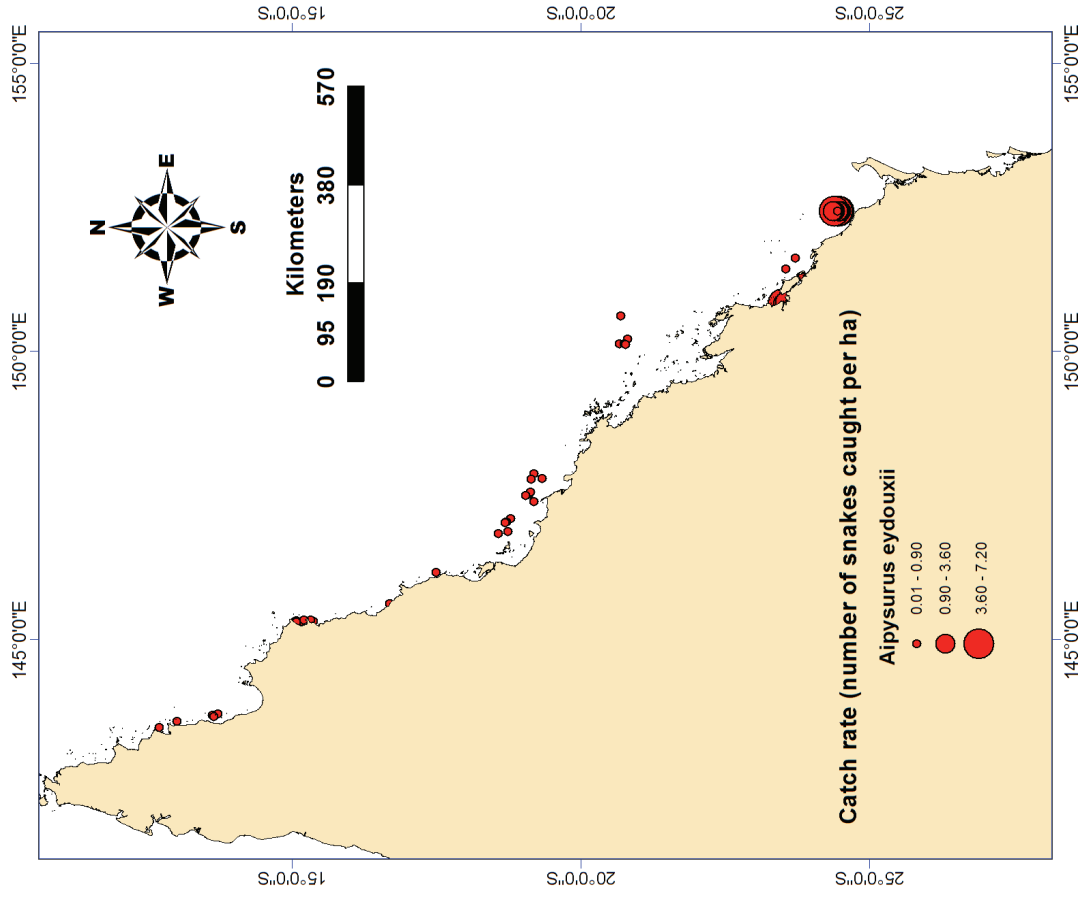 15°0'0"S 20°0'0"S 25°0'0"S
155°0'0"E 155°0'0"E
N
W E
S
Kilometers
0 95 190 380 570
150°0'0"E 150°0'0"E
145°0'0"E 145°0'0"E
Catch rate (number of snakes caught per ha)
Aipysurus eydouxii
0.01 - 0.90
0.90 - 3.60
3.60 - 7.20
15°0'0"S 20°0'0"S 25°0'0"S